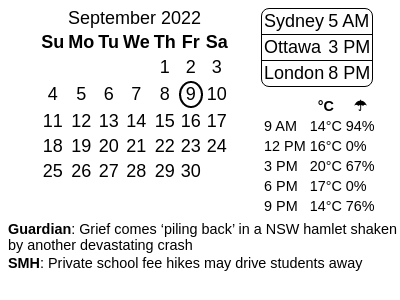 September 2022
Su Mo Tu We Th Fr Sa
1 2 3
4 5 6 7 8 9 10
11 12 13 14 15 16 17
18 19 20 21 22 23 24
25 26 27 28 29 30
Sydney 5 AM
Ottawa 3 PM
London 8 PM
°C ☂
9 AM 14°C 94%
12 PM 16°C 0%
3 PM 20°C 67%
6 PM 17°C 0%
9 PM 14°C 76%
Guardian: Grief comes ‘piling back’ in a NSW hamlet shaken
by another devastating crash
SMH: Private school fee hikes may drive students away